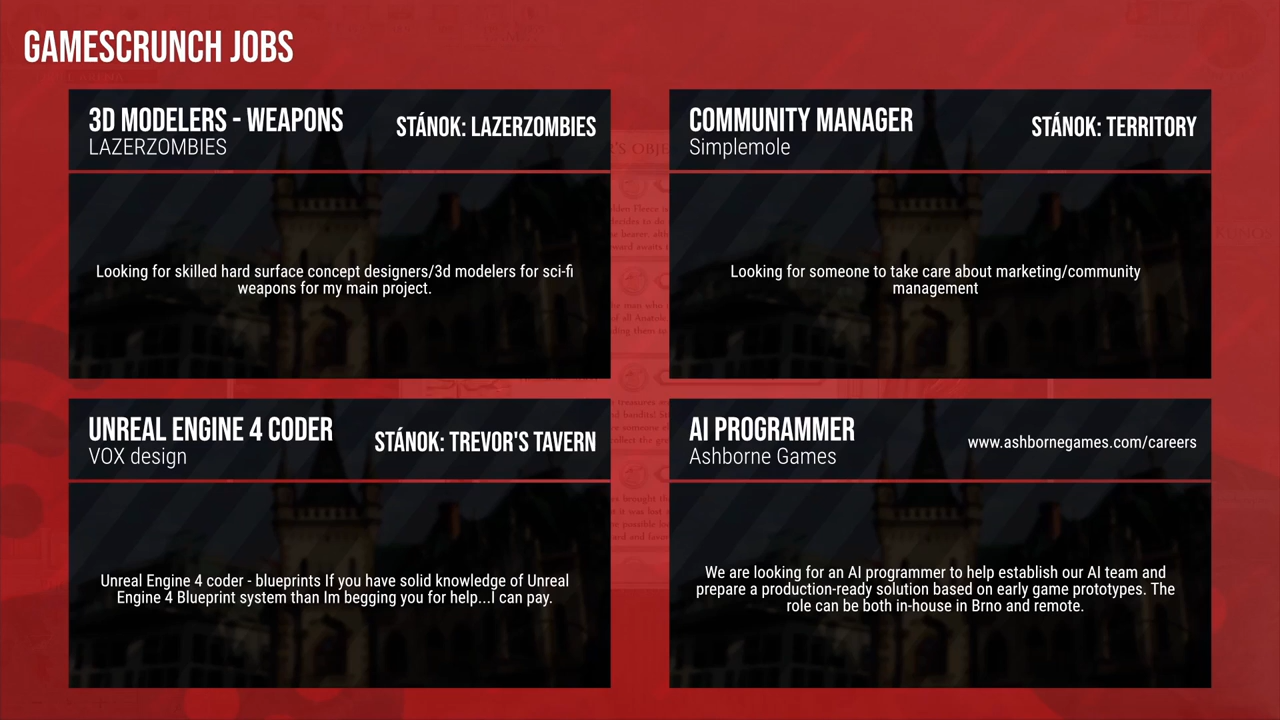 GAMESCRUNCH JOBS
3D MODELERS - WEAPONS
LAZERZOMBIES
STÁNOK: LAZERZOMBIES
Looking for skilled hard surface concept designers/3d modelers for sci-fi
weapons for my main project.
COMMUNITY MANAGER
Simplemole
STÁNOK: TERRITORY
Looking for someone to take care about marketing/community
management
UNREAL ENGINE 4 CODER
VOX design
STÁNOK: TREVOR'S TAVERN
Unreal Engine 4 coder - blueprints If you have solid knowledge of Unreal
Engine 4 Blueprint system than Im begging you for help...I can pay.
AI PROGRAMMER
Ashborne Games
www.ashbornegames.com/careers
We are looking for an AI programmer to help establish our AI team and
prepare a production-ready solution based on early game prototypes. The
role can be both in-house in Brno and remote.